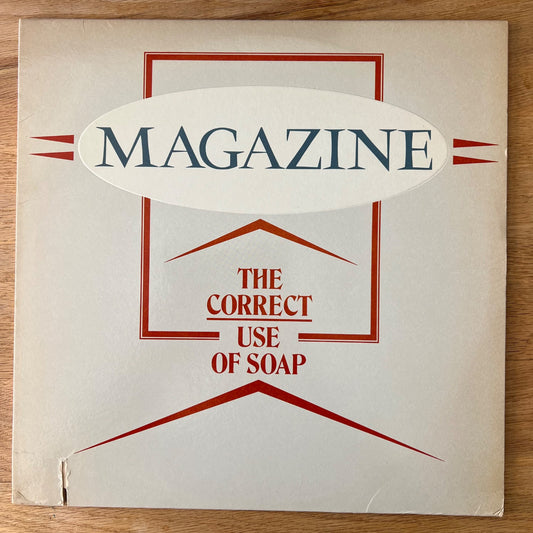 MAGAZINE
THE
CORRECT
USE
OF SOAP